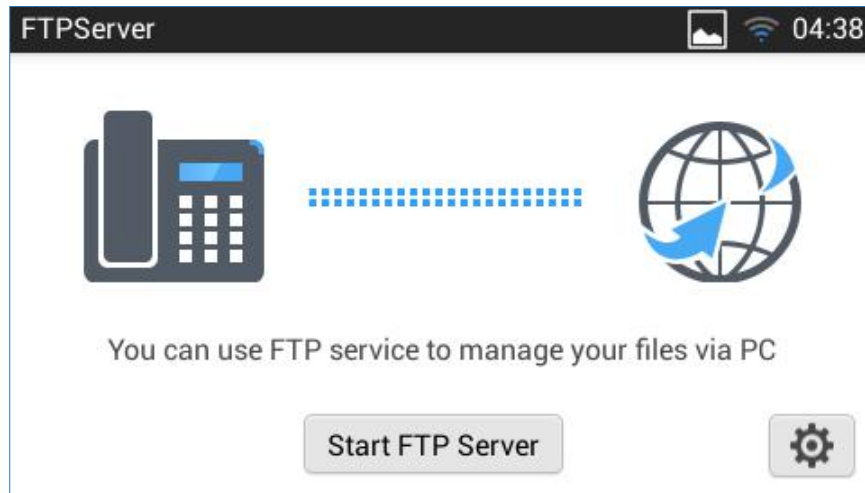 FTPServer
04:38
You can use FTP service to manage your files via PC
Start FTP Server